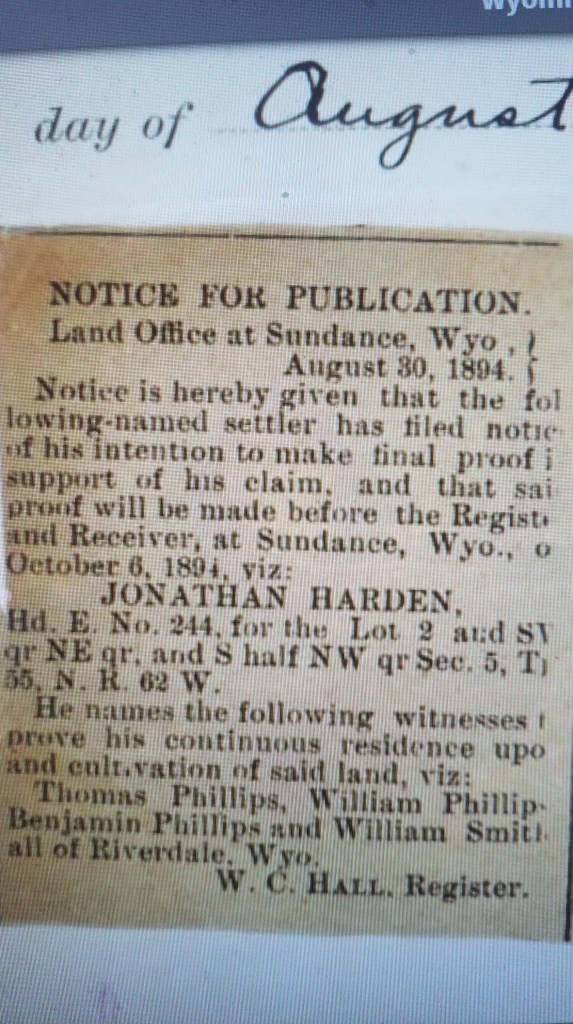 day of August
NOTICE FOR PUBLICATION.
Land Office at Sundance, Wyo.,
August 30, 1894.
Notice is hereby given that the fol
lowing-named settler has filed notic
of his intention to make final proof i
support of his claim, and that sai
proof will be made before the Regist
and Receiver, at Sundance, Wyo., o
October 6, 1894, viz:
JONATHAN HARDEN,
Hd. E. No. 244, for the Lot 2 and S
qr NE qr, and S half NW qr Sec. 5, T
55, N. R. 62 W.
He names the following witnesses t
prove his continuous residence upo
and cultivation of said land, viz:
Thomas Phillips, William Phillip
Benjamin Phillips and William Smit
all of Riverdale, Wyo.
W. C. HALL, Register.